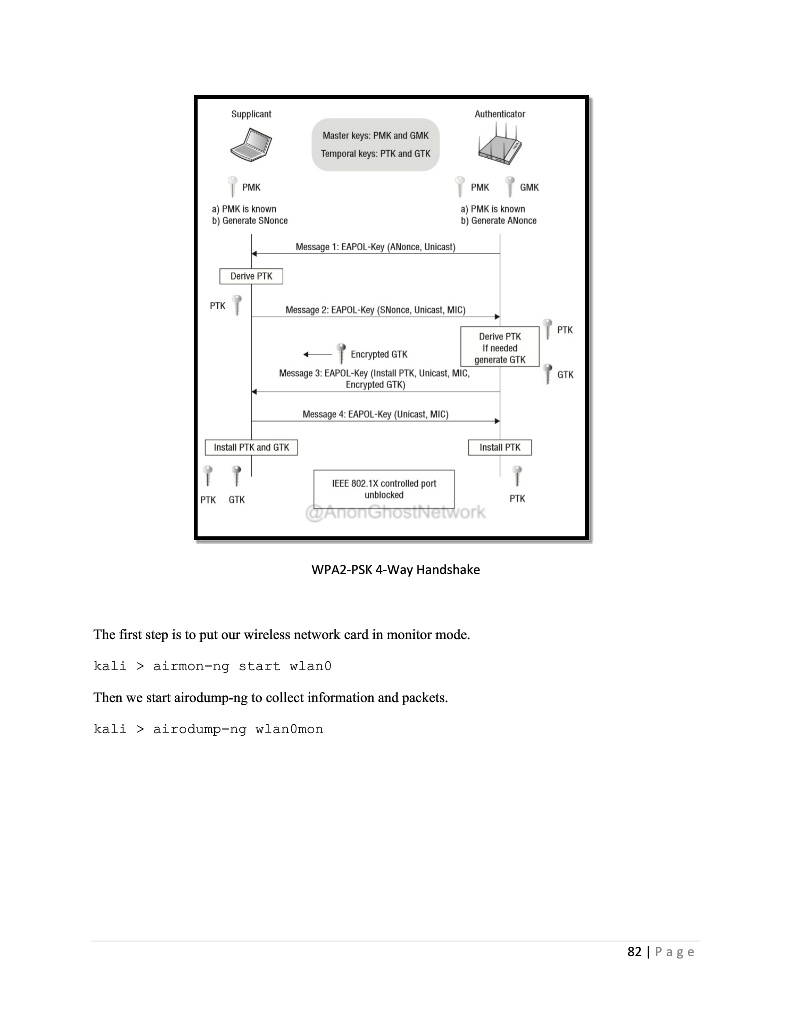 Supplicant
Authenticator
Master keys: PMK and GMK
Temporal keys: PTK and GTK
PMK
PMK
GMK
a) PMK is known
b) Generate SNonce
a) PMK is known
b) Generate ANonce
Message 1: EAPOL-Key (ANonce, Unicast)
Derive PTK
PTK
Message 2: EAPOL-Key (SNonce, Unicast, MIC)
Derive PTK
If needed
generate GTK
PTK
Encrypted GTK
Message 3: EAPOL-Key (Install PTK, Unicast, MIC,
Encrypted GTK)
GTK
Message 4: EAPOL-Key (Unicast, MIC)
Install PTK and GTK
Install PTK
IEEE 802.1X controlled port
unblocked
PTK
GTK
PTK
@AnonGhostNetwork
WPA2-PSK 4-Way Handshake
The first step is to put our wireless network card in monitor mode.
kali > airmon-ng start wlan0
Then we start airodump-ng to collect information and packets.
kali > airodump-ng wlan0mon
82 | Page